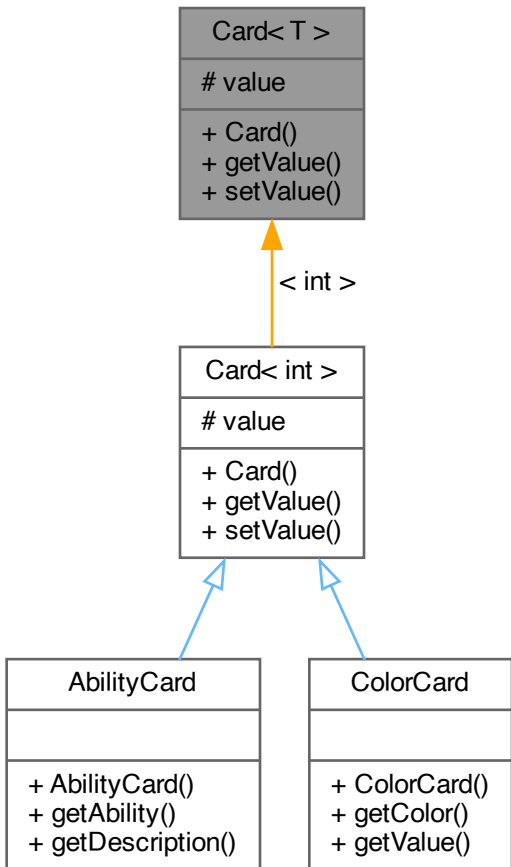 Card< T >
# value
+ Card()
+ getValue()
+ setValue()
< int >
Card< int >
# value
+ Card()
+ getValue()
+ setValue()
AbilityCard
+ AbilityCard()
+ getAbility()
+ getDescription()
ColorCard
+ ColorCard()
+ getColor()
+ getValue()